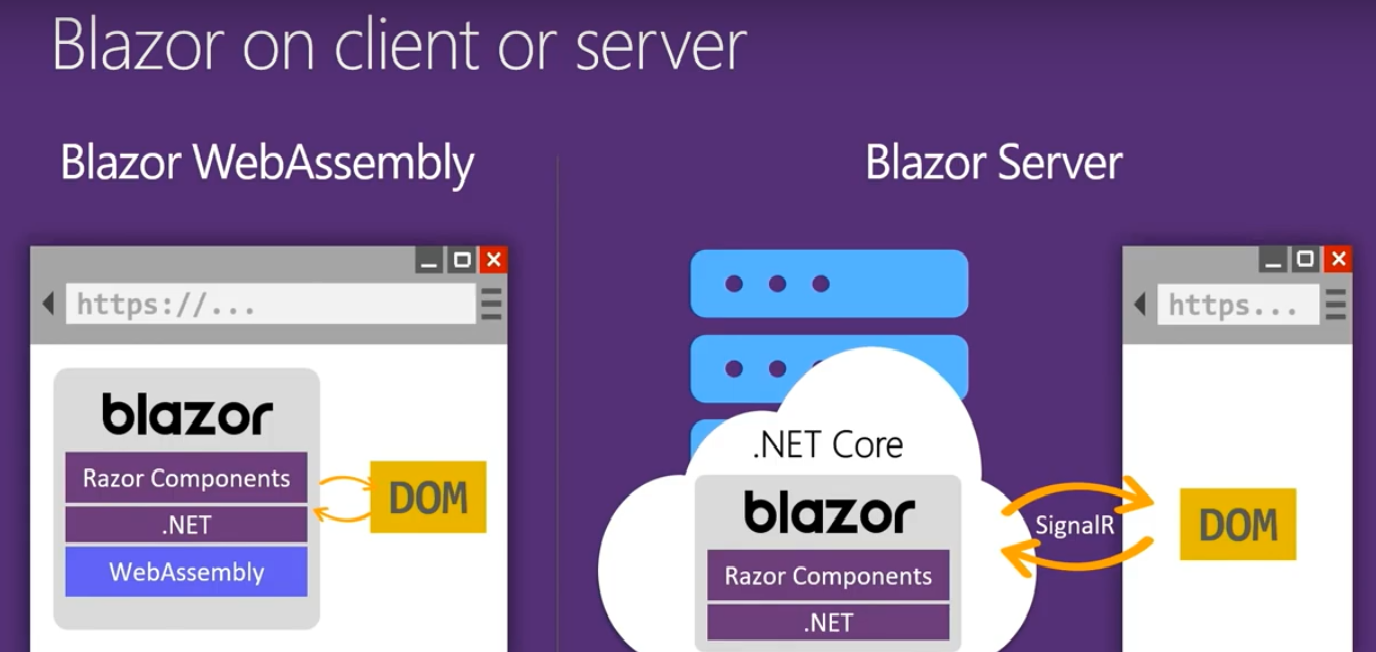 Blazor on client or server
Blazor WebAssembly
https://...
blazor
Razor Components
.NET
WebAssembly
DOM
Blazor Server
.NET Core
blazor
Razor Components
.NET
SignalR
https...
DOM